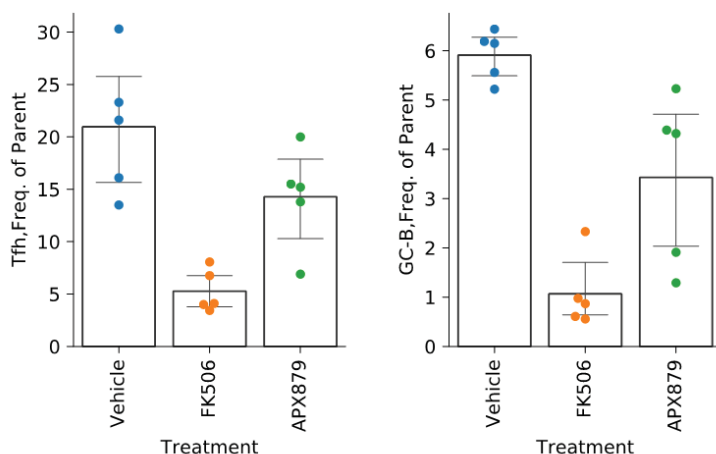 Tfh,Freq. of Parent
30
25
20
15
10
5
0
Vehicle
FK506
APX879
Treatment
GC-B,Freq. of Parent
6
5
4
3
2
1
0
Vehicle
FK506
APX879
Treatment